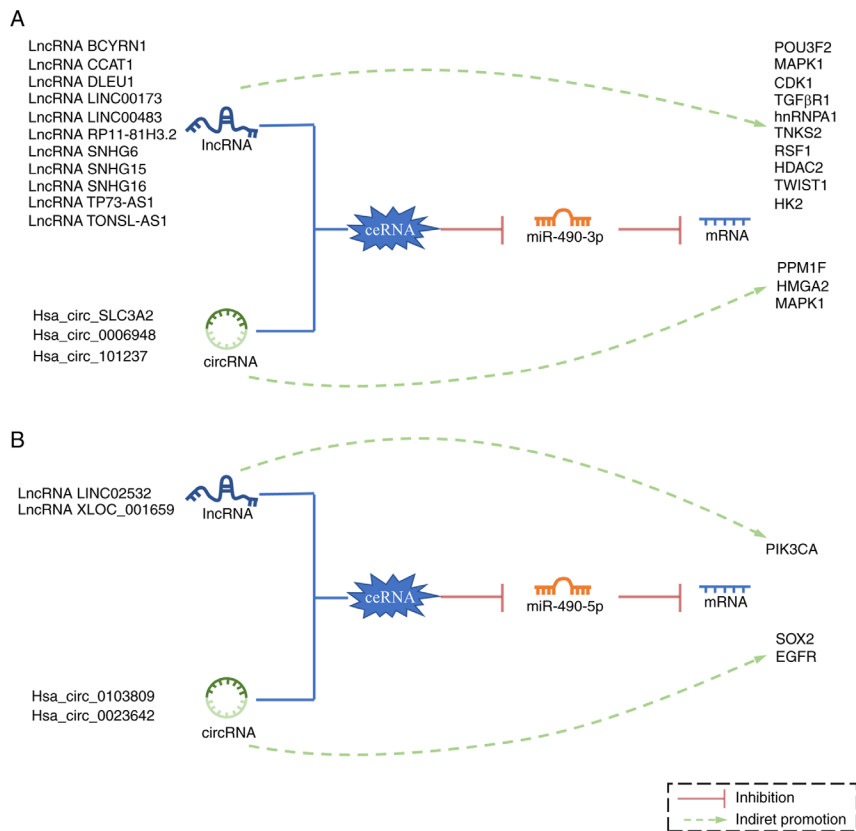 A
LncRNA BCYRN1
LncRNA CCAT1
LncRNA DLEU1
LncRNA LINC00173
LncRNA LINC00483
LncRNA RP11-81H3.2
LncRNA SNHG6
LncRNA SNHG15
LncRNA SNHG16
LncRNA TP73-AS1
LncRNA TONSL-AS1
lncRNA
POU3F2
MAPK1
CDK1
TGFβR1
hnRNPA1
TNKS2
RSF1
HDAC2
TWIST1
HK2
ceRNA
miR-490-3p
mRNA
Hsa_circ_SLC3A2
Hsa_circ_0006948
Hsa_circ_101237
circRNA
PPM1F
HMGA2
MAPK1
B
LncRNA LINC02532
LncRNA XLOC_001659
lncRNA
PIK3CA
ceRNA
miR-490-5p
mRNA
Hsa_circ_0103809
Hsa_circ_0023642
circRNA
SOX2
EGFR
Inhibition
Indiret promotion